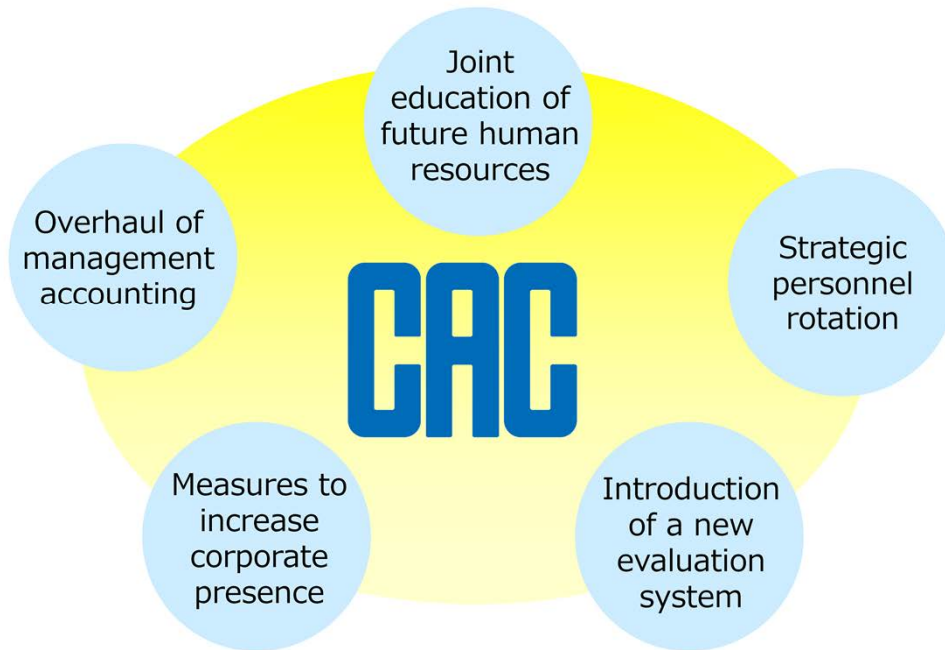 Joint
education of
future human
resources
Overhaul of
management
accounting
Strategic
personnel
rotation
CAC
Measures to
increase
corporate
presence
Introduction
of a new
evaluation
system